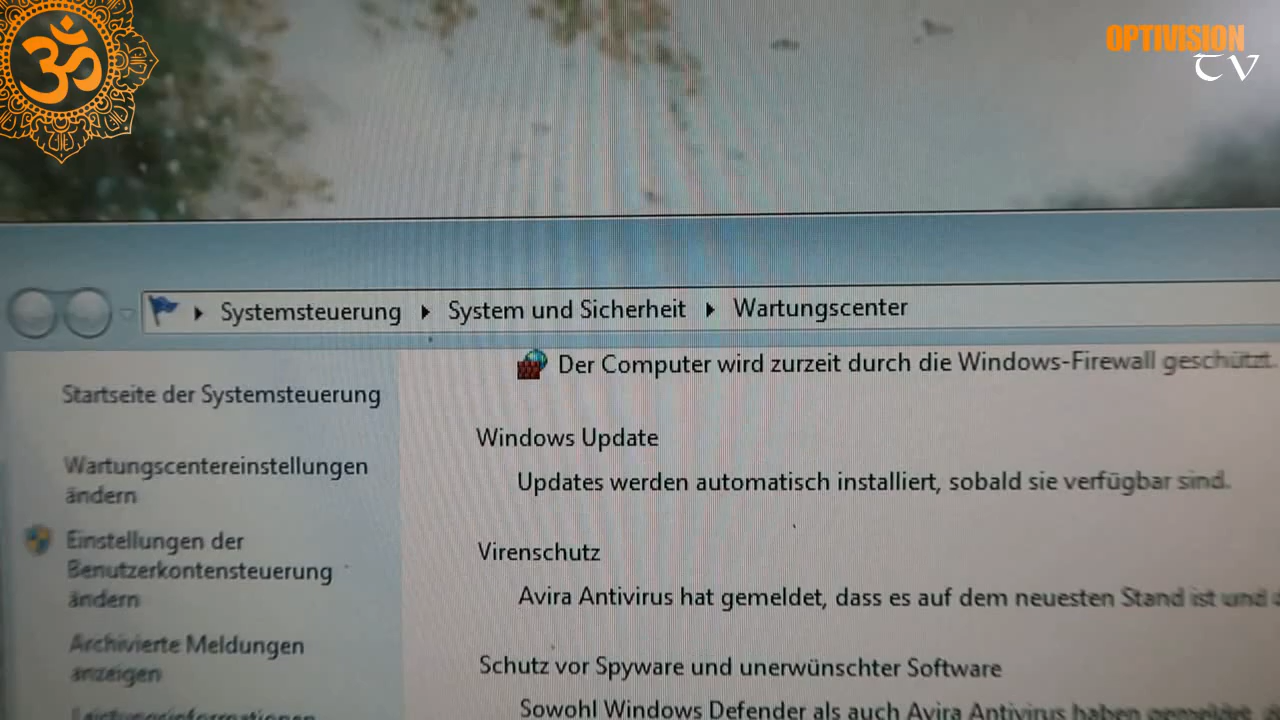 ॐ
OPTIVISION
TV
Systemsteuerung System und Sicherheit Wartungscenter
Der Computer wird zurzeit durch die Windows-Firewall geschützt.
Startseite der Systemsteuerung
Windows Update
Wartungscentereinstellungen
ändern
Updates werden automatisch installiert, sobald sie verfügbar sind.
Einstellungen der
Benutzerkontensteuerung
ändern
Virenschutz
Avira Antivirus hat gemeldet, dass es auf dem neuesten Stand ist und
Archivierte Meldungen
anzeigen
Schutz vor Spyware und unerwünschter Software
Leistungsinformationen
Sowohl Windows Defender als auch Avira Antivirus haben gemeldet,